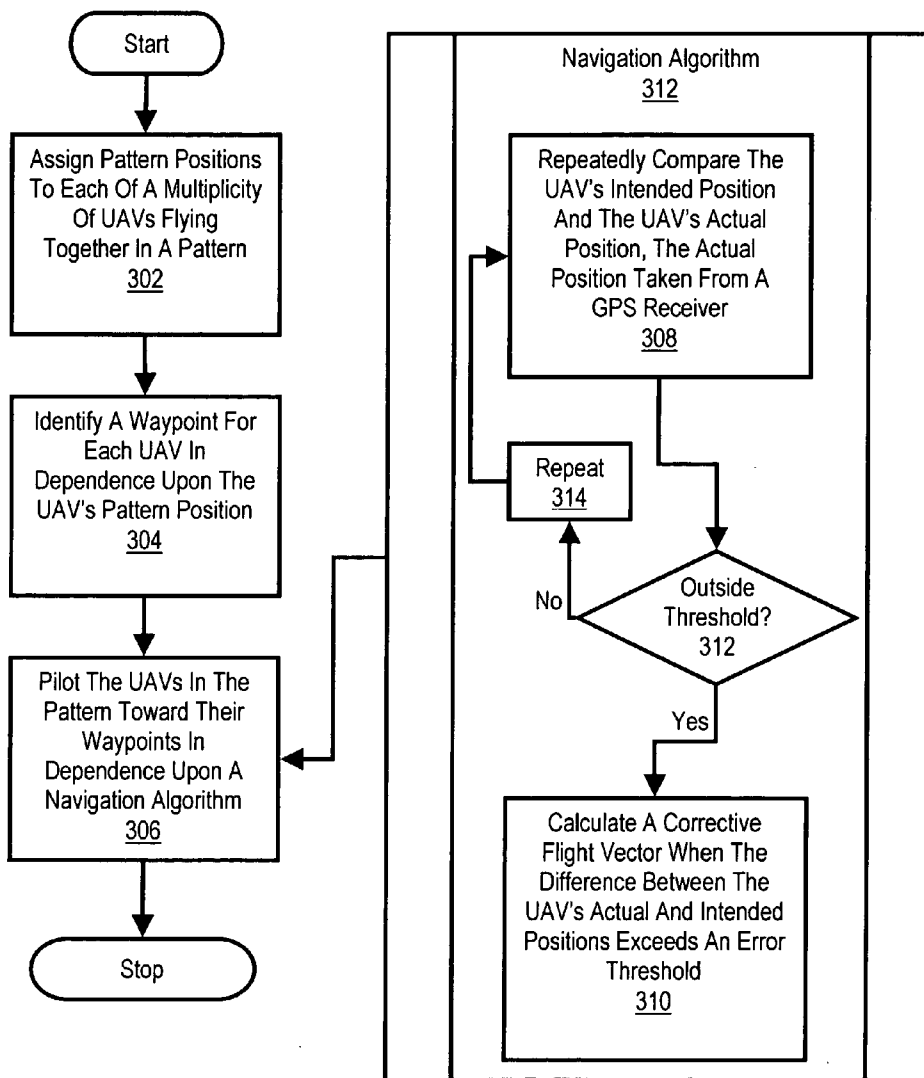 Start
Assign Pattern Positions
To Each Of A Multiplicity
Of UAVs Flying
Together In A Pattern
302
Identify A Waypoint For
Each UAV In
Dependence Upon The
UAV's Pattern Position
304
Pilot The UAVs In The
Pattern Toward Their
Waypoints In
Dependence Upon A
Navigation Algorithm
306
Stop
Navigation Algorithm
312
Repeatedly Compare The
UAV's Intended Position
And The UAV's Actual
Position, The Actual
Position Taken From A
GPS Receiver
308
Repeat
314
No
Outside
Threshold?
312
Yes
Calculate A Corrective
Flight Vector When The
Difference Between The
UAV's Actual And Intended
Positions Exceeds An Error
Threshold
310